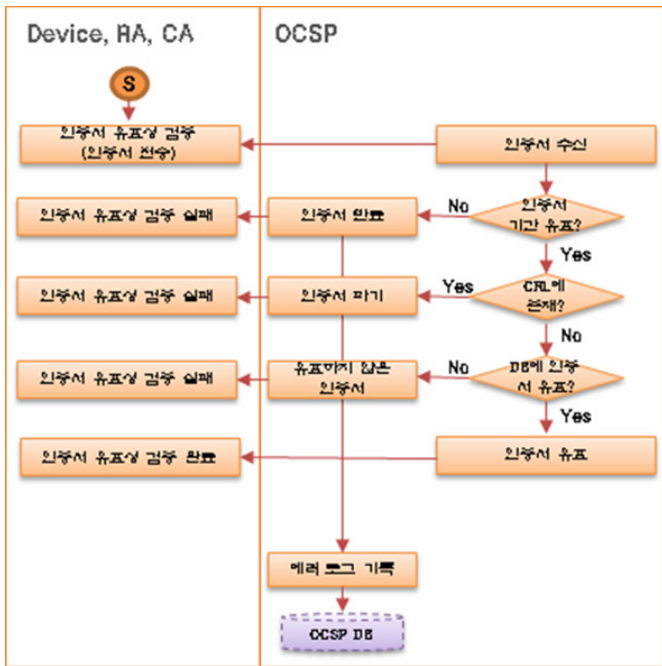 Device, RA, CA
OCSP
S
인증서 유효성 검증
(인증서 전송)
인증서 수신
인증서 유효성 검증 실패
인증서 만료
No
인증서
기간 유효?
Yes
인증서 유효성 검증 실패
인증서 파기
Yes
CRL에
존재?
No
인증서 유효성 검증 실패
유효하지 않은
인증서
No
DB에 인증
서 유효?
Yes
인증서 유효성 검증 완료
인증서 유효
에러 로그 기록
OCSP DB